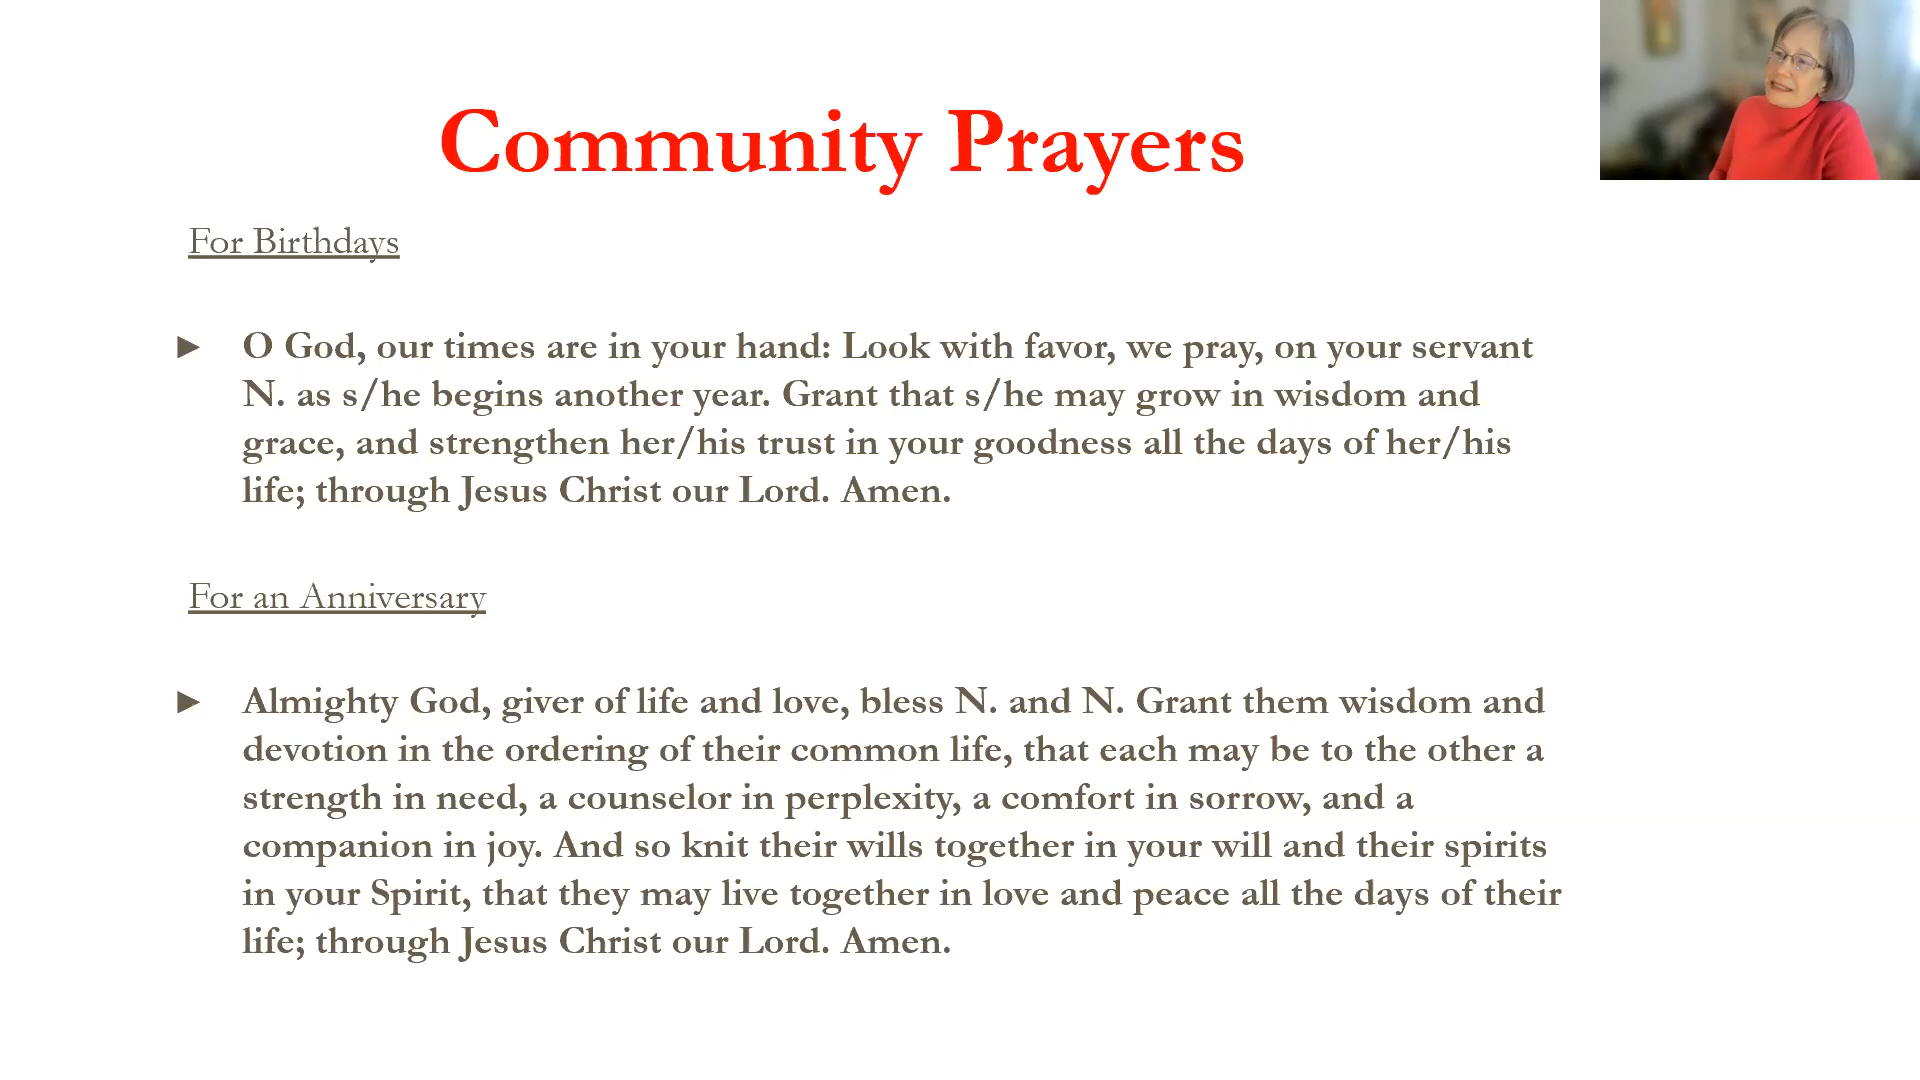 Community Prayers
For Birthdays
► O God, our times are in your hand: Look with favor, we pray, on your servant
N. as s/he begins another year. Grant that s/he may grow in wisdom and
grace, and strengthen her/his trust in your goodness all the days of her/his
life; through Jesus Christ our Lord. Amen.
For an Anniversary
► Almighty God, giver of life and love, bless N. and N. Grant them wisdom and
devotion in the ordering of their common life, that each may be to the other a
strength in need, a counselor in perplexity, a comfort in sorrow, and a
companion in joy. And so knit their wills together in your will and their spirits
in your Spirit, that they may live together in love and peace all the days of their
life; through Jesus Christ our Lord. Amen.